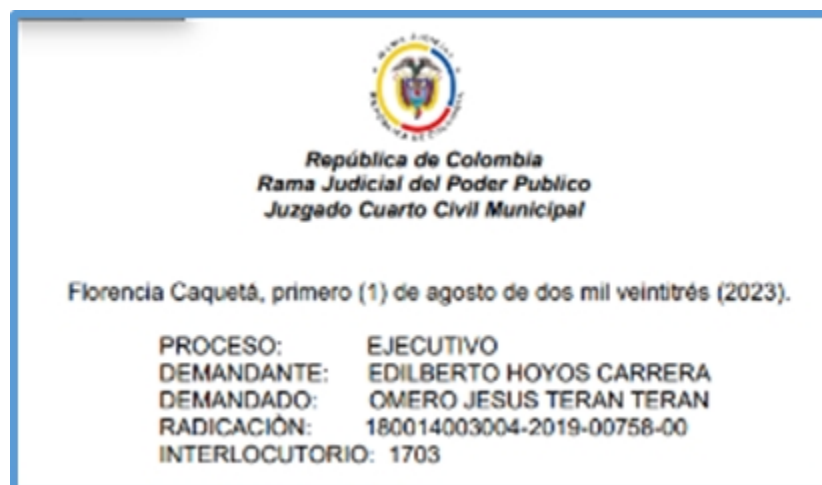 República de Colombia
Rama Judicial del Poder Publico
Juzgado Cuarto Civil Municipal
Florencia Caquetá, primero (1) de agosto de dos mil veintitrés (2023).
PROCESO: EJECUTIVO
DEMANDANTE: EDILBERTO HOYOS CARRERA
DEMANDADO: OMERO JESUS TERAN TERAN
RADICACIÒN: 180014003004-2019-00758-00
INTERLOCUTORIO: 1703